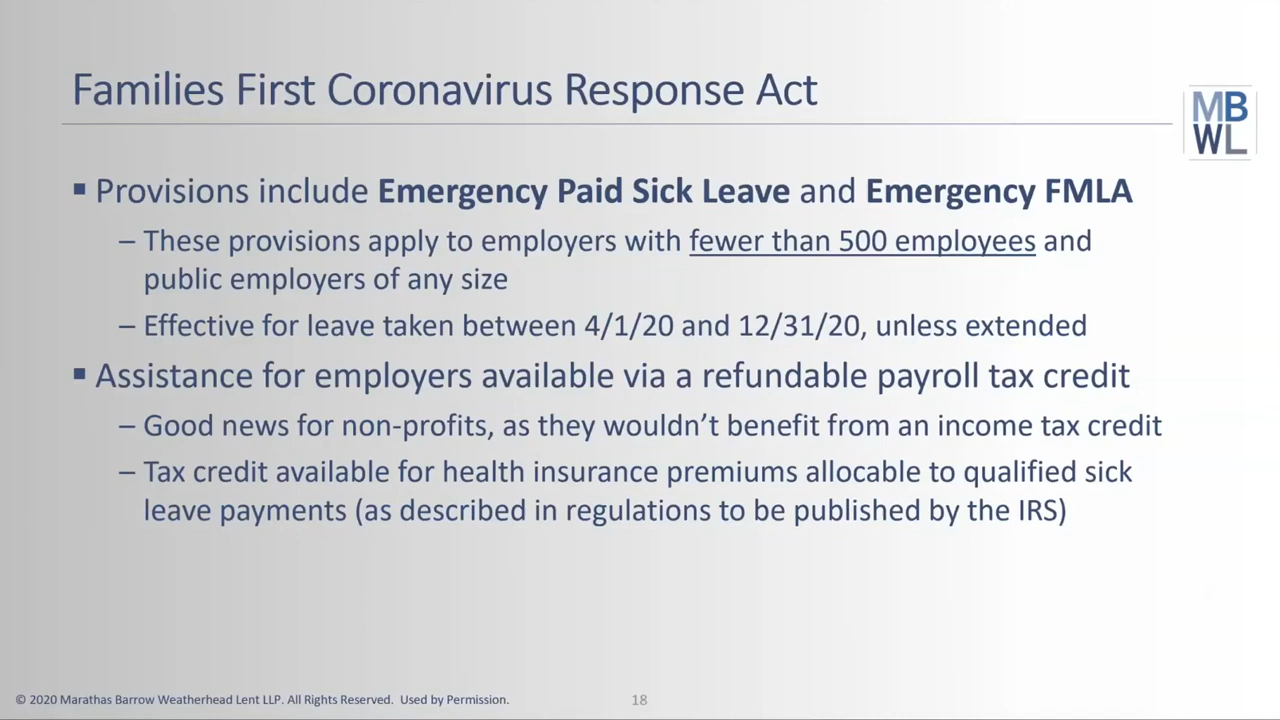 Families First Coronavirus Response Act
MB
WL
▪ Provisions include Emergency Paid Sick Leave and Emergency FMLA
– These provisions apply to employers with fewer than 500 employees and
public employers of any size
– Effective for leave taken between 4/1/20 and 12/31/20, unless extended
▪ Assistance for employers available via a refundable payroll tax credit
– Good news for non-profits, as they wouldn’t benefit from an income tax credit
– Tax credit available for health insurance premiums allocable to qualified sick
leave payments (as described in regulations to be published by the IRS)
© 2020 Marathas Barrow Weatherhead Lent LLP. All Rights Reserved. Used by Permission.
18